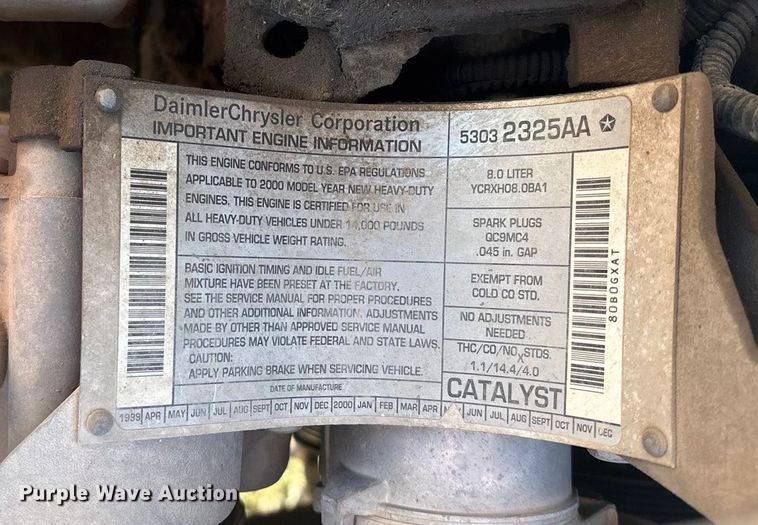 DaimlerChrysler Corporation
IMPORTANT ENGINE INFORMATION
5303 2325AA
THIS ENGINE CONFORMS TO U.S. EPA REGULATIONS
APPLICABLE TO 2000 MODEL YEAR NEW HEAVY-DUTY
ENGINES. THIS ENGINE IS CERTIFIED FOR USE IN
ALL HEAVY-DUTY VEHICLES UNDER 14,000 POUNDS
IN GROSS VEHICLE WEIGHT RATING.
BASIC IGNITION TIMING AND IDLE FUEL/AIR
MIXTURE HAVE BEEN PRESET AT THE FACTORY.
SEE THE SERVICE MANUAL FOR PROPER PROCEDURES
AND OTHER ADDITIONAL INFORMATION. ADJUSTMENTS
MADE BY OTHER THAN APPROVED SERVICE MANUAL
PROCEDURES MAY VIOLATE FEDERAL AND STATE LAWS.
CAUTION:
APPLY PARKING BRAKE WHEN SERVICING VEHICLE.
8.0 LITER
YCRXH08.0BA1
SPARK PLUGS
QC9MC4
.045 in. GAP
EXEMPT FROM
COLD CO STD.
NO ADJUSTMENTS
NEEDED
THC/CO/NOX STDS.
1.1/14.4/4.0
CATALYST
80B0GXAT
DATE OF MANUFACTURE
1999 APR MAY JUN JUL AUG SEPT OCT NOV DEC 2000 JAN FEB MAR APR JUN JUL AUG SEPT OCT NOV DEC
Purple Wave Auction